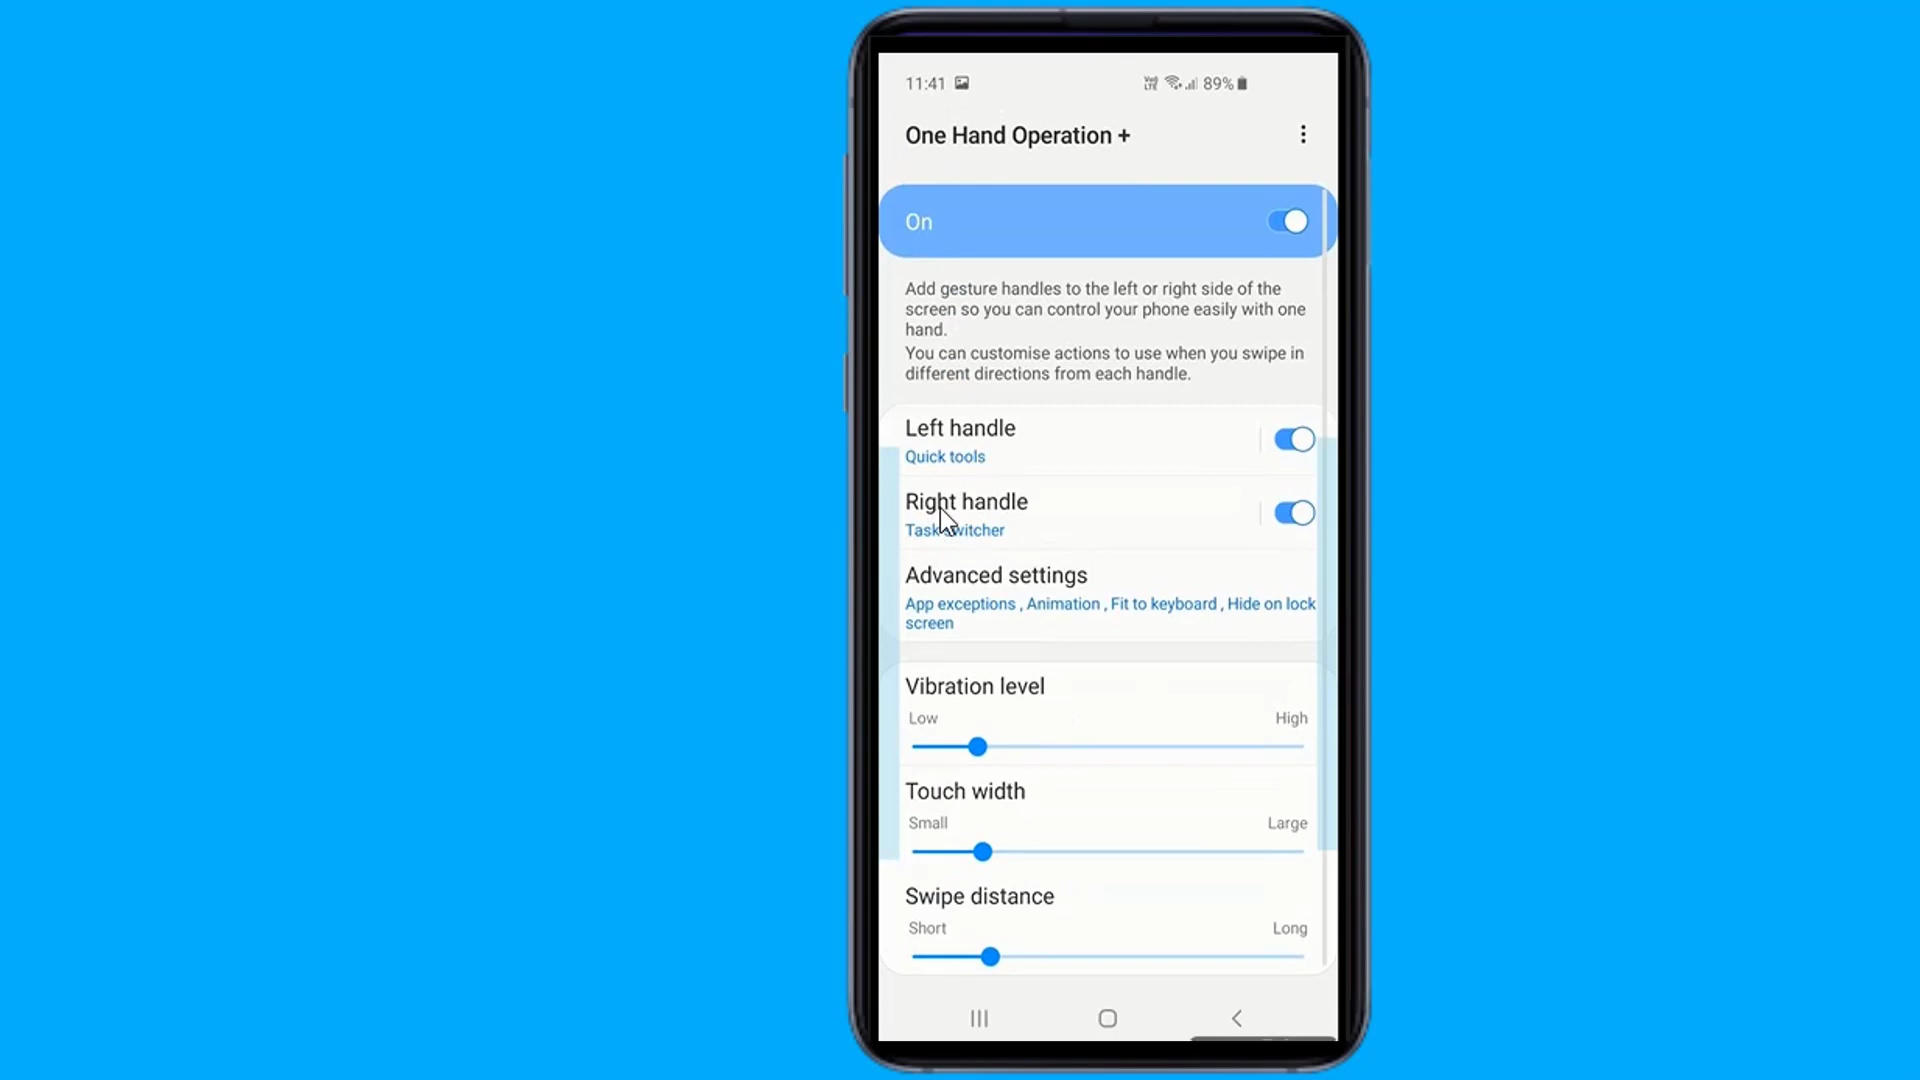 11:41 89%
One Hand Operation +
On
Add gesture handles to the left or right side of the
screen so you can control your phone easily with one
hand.
You can customise actions to use when you swipe in
different directions from each handle.
Left handle
Quick tools
Right handle
Task switcher
Advanced settings
App exceptions , Animation , Fit to keyboard , Hide on lock
screen
Vibration level
Low High
Touch width
Small Large
Swipe distance
Short Long